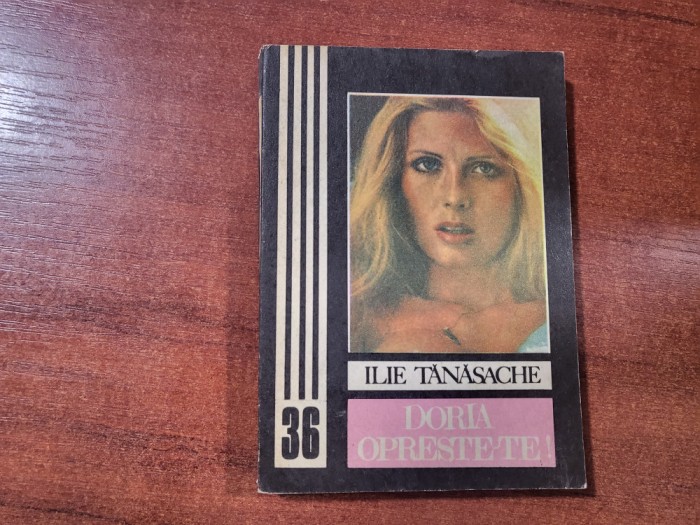 ILIE TĂNĂSACHE
DORIA
OPREȘTE-TE!
36